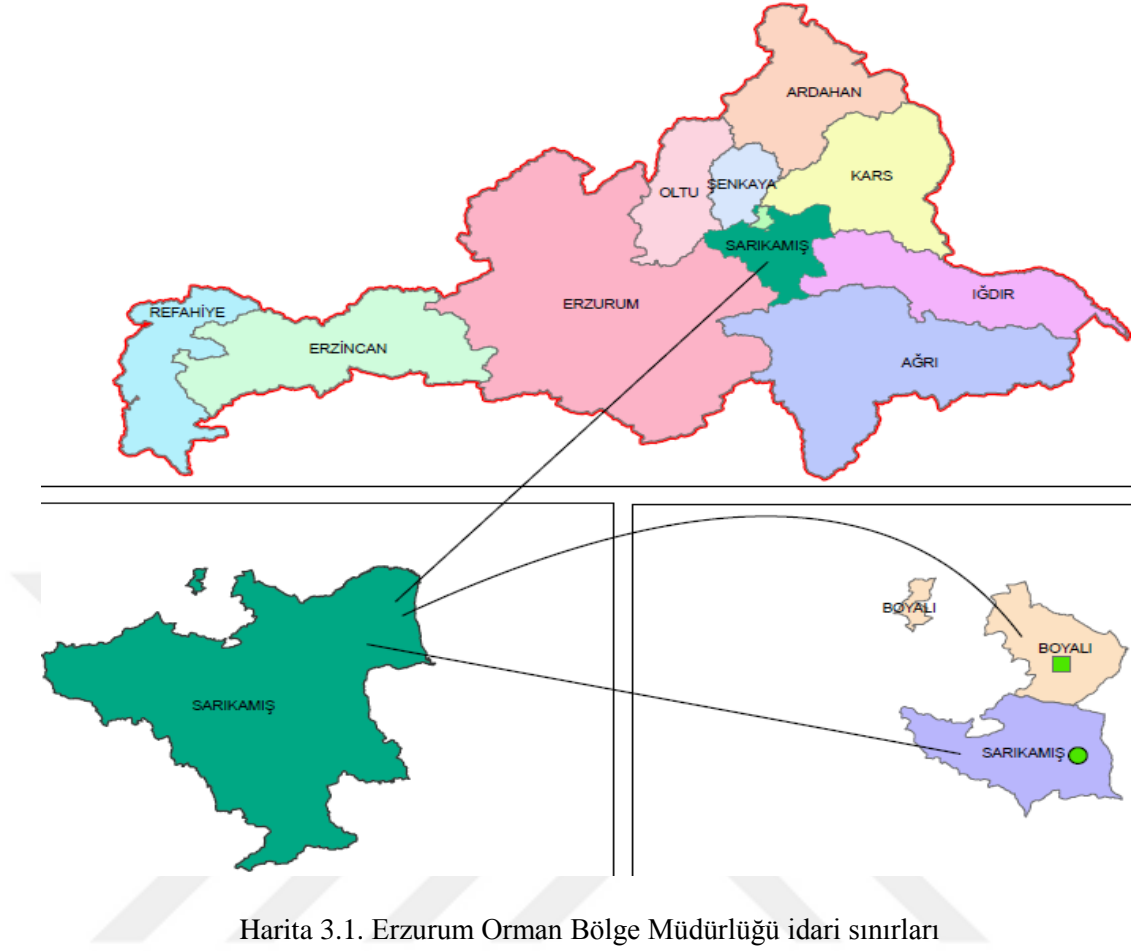 ARDAHAN
KARS
OLTU
ŞENKAYA
SARIKAMIŞ
IĞDIR
ERZURUM
REFAHİYE
ERZİNCAN
AĞRI
SARIKAMIŞ
BOYALI
BOYALI
SARIKAMIŞ
Harita 3.1. Erzurum Orman Bölge Müdürlüğü idari sınırları